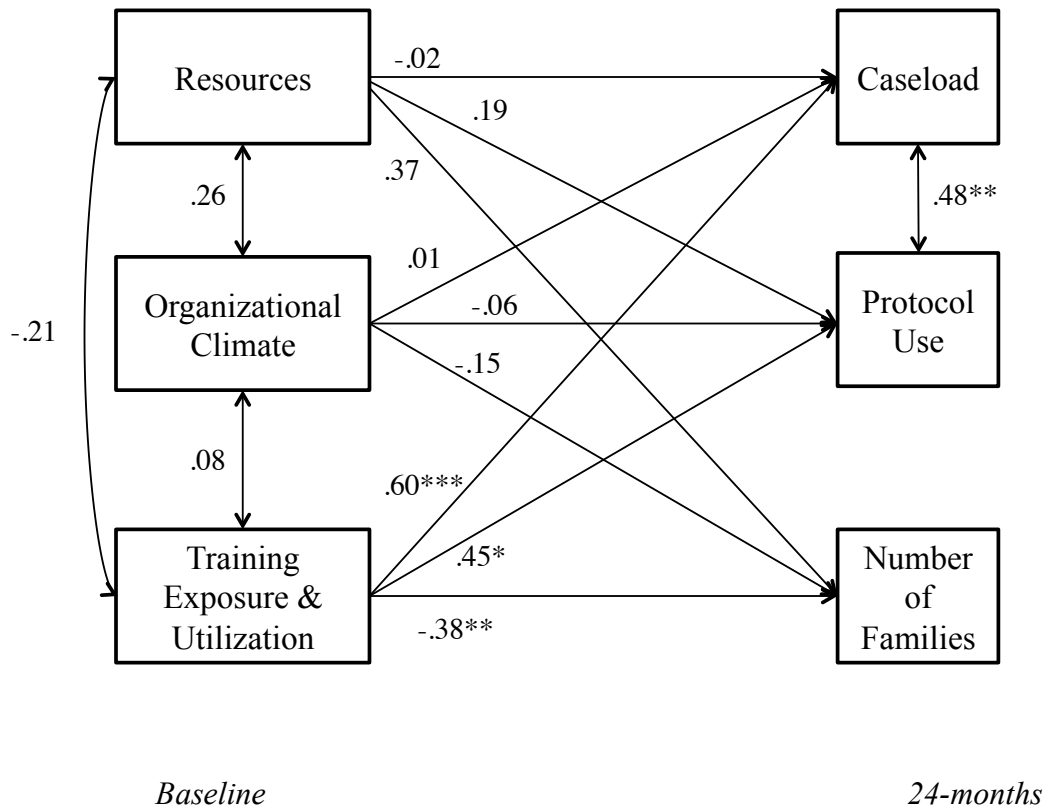 Resources
Caseload
-.02
.19
.37
.26
.48**
.01
Organizational
Climate
-.06
Protocol
Use
-.21
-.15
.08
.60***
.45*
Training
Exposure &
Utilization
-.38**
Number
of
Families
Baseline
24-months